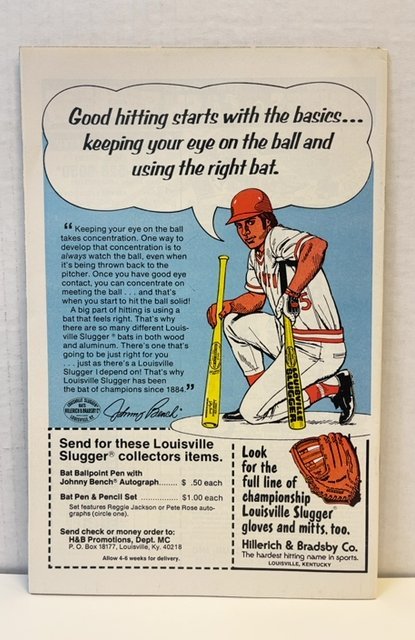 Good hitting starts with the basics...
keeping your eye on the ball and
using the right bat.
“Keeping your eye on the ball
takes concentration. One way to
develop that concentration is to
always watch the ball, even when
it's being thrown back to the
pitcher. Once you have good eye
contact, you can concentrate on
meeting the ball . . . and that's
when you start to hit the ball solid!
A big part of hitting is using a
bat that feels right. That's why
there are so many different Louis-
ville Slugger® bats in both wood
and aluminum. There's one that's
going to be just right for you
. . . just as there's a Louisville
Slugger I depend on! That's why
Louisville Slugger has been
the bat of champions since 1884.”
LOUISVILLE SLUGGER
HILLERICH & BRADSBY CO
LOUISVILLE, KY.
Johnny Bench
5
LOUISVILLE
SLUGGER
Send for these Louisville
Slugger® collectors items.
Bat Ballpoint Pen with
Johnny Bench® Autograph........ $ .50 each
Bat Pen & Pencil Set ............... $1.00 each
Set features Reggie Jackson or Pete Rose auto-
graphs (circle one).
Send check or money order to:
H&B Promotions, Dept. MC
P. O. Box 18177, Louisville, Ky. 40218
Allow 4-6 weeks for delivery.
Look
for the
full line of
championship
Louisville Slugger
gloves and mitts, too.
Hillerich & Bradsby Co.
The hardest hitting name in sports.
LOUISVILLE, KENTUCKY